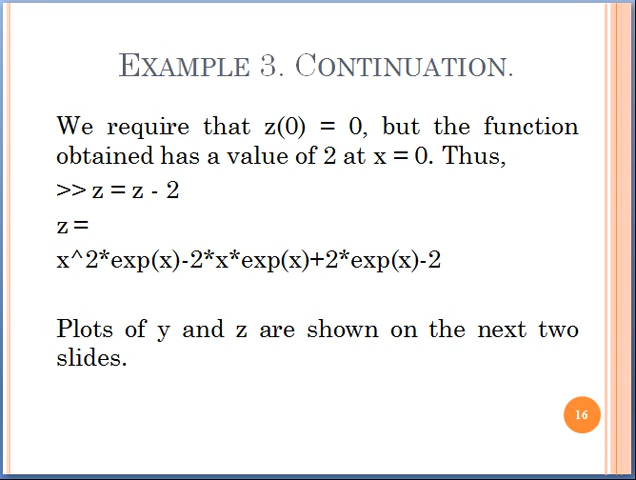 EXAMPLE 3. CONTINUATION.
We require that z(0) = 0, but the function
obtained has a value of 2 at x = 0. Thus,
>> z = z - 2
z =
x^2*exp(x)-2*x*exp(x)+2*exp(x)-2
Plots of y and z are shown on the next two
slides.
16